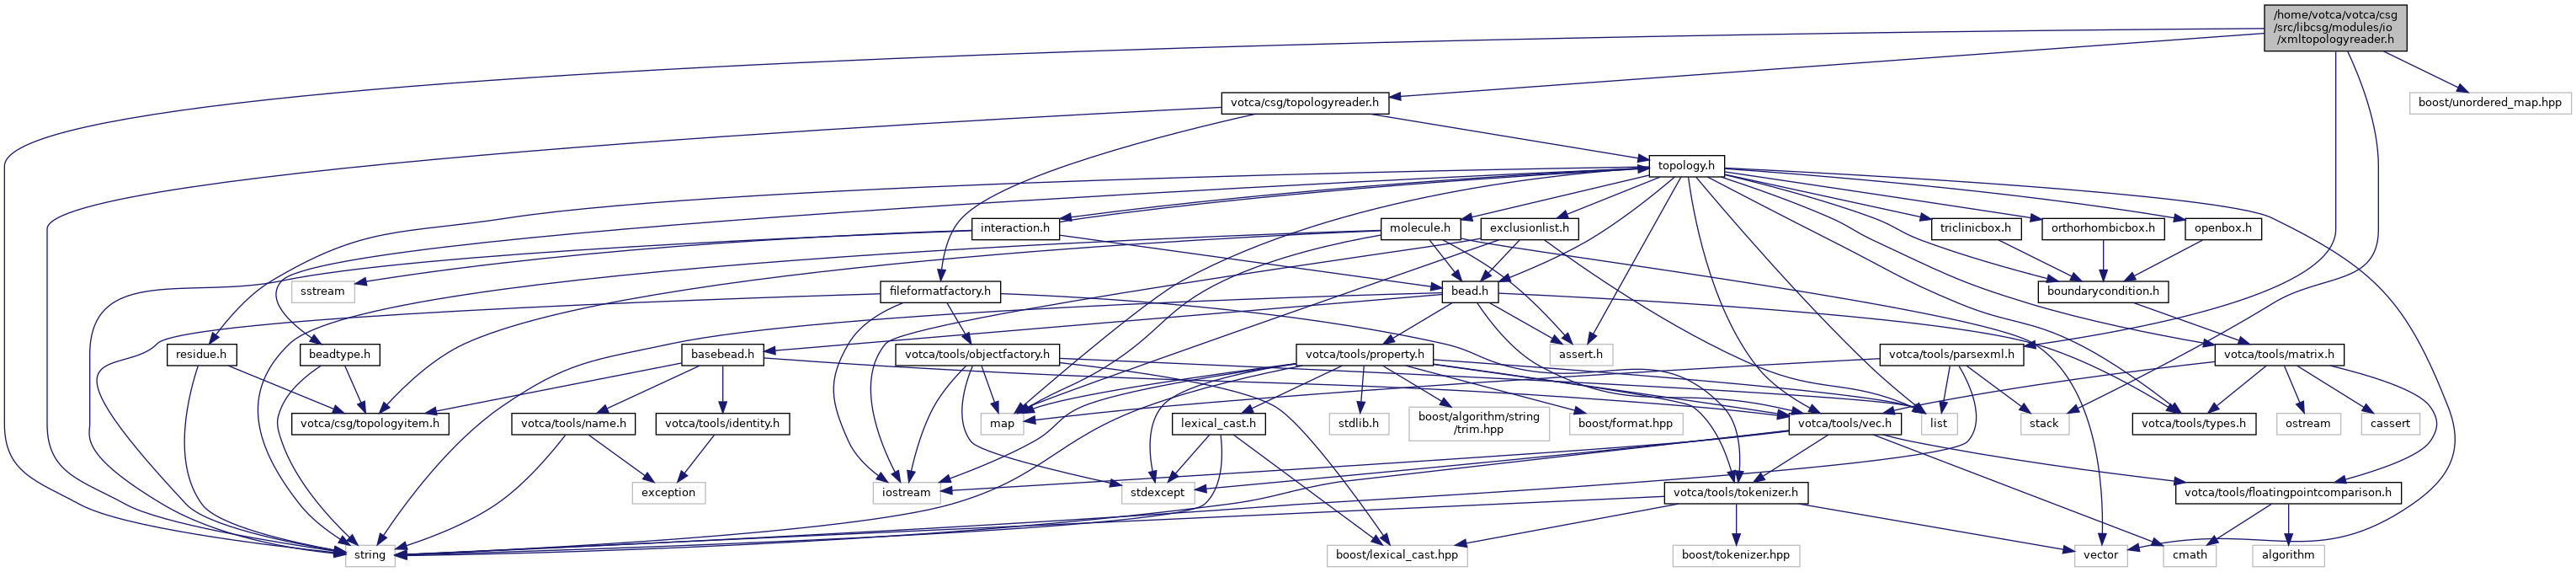 /home/votca/votca/csg
/src/libcsg/modules/io
/xmltopologyreader.h
votca/csg/topologyreader.h
boost/unordered_map.hpp
topology.h
interaction.h
molecule.h
exclusionlist.h
triclinicbox.h
orthorhombicbox.h
openbox.h
sstream
fileformatfactory.h
bead.h
boundarycondition.h
residue.h
beadtype.h
basebead.h
votca/tools/objectfactory.h
votca/tools/property.h
assert.h
votca/tools/parsexml.h
votca/tools/matrix.h
votca/csg/topologyitem.h
votca/tools/name.h
votca/tools/identity.h
map
lexical_cast.h
stdlib.h
boost/algorithm/string
/trim.hpp
boost/format.hpp
votca/tools/vec.h
list
stack
votca/tools/types.h
ostream
cassert
exception
iostream
stdexcept
votca/tools/tokenizer.h
votca/tools/floatingpointcomparison.h
string
boost/lexical_cast.hpp
boost/tokenizer.hpp
vector
cmath
algorithm